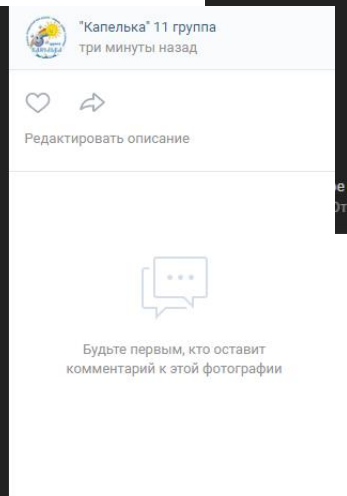 "Капелька" 11 группа
три минуты назад
Редактировать описание
Будьте первым, кто оставит
комментарий к этой фотографии